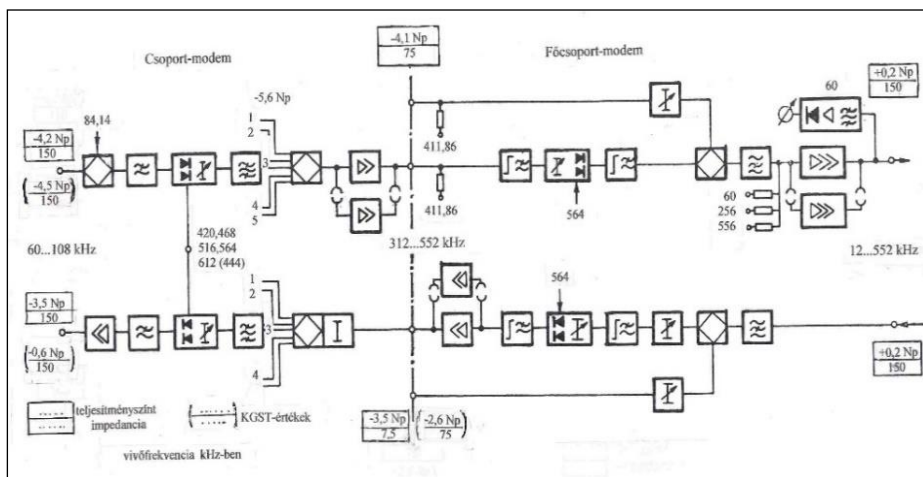 Csoport-modem
-4,1 Np
75
Főcsoport-modem
84,14
-5,6 Np
1
2
3
4
5
-4,2 Np
150
(-4,5 Np)
150
60...108 kHz
411,86
411,86
564
60
+0,2 Np
150
60
256
556
420,468
516,564
612 (444)
312...552 kHz
12...552 kHz
-3,5 Np
150
(-0,6 Np)
150
1
2
3
4
564
+0,2 Np
150
..... teljesítményszint
..... impedancia
(.....) KGST-értékek
-3,5 Np
7,5
(-2,6 Np)
75
vivőfrekvencia kHz-ben